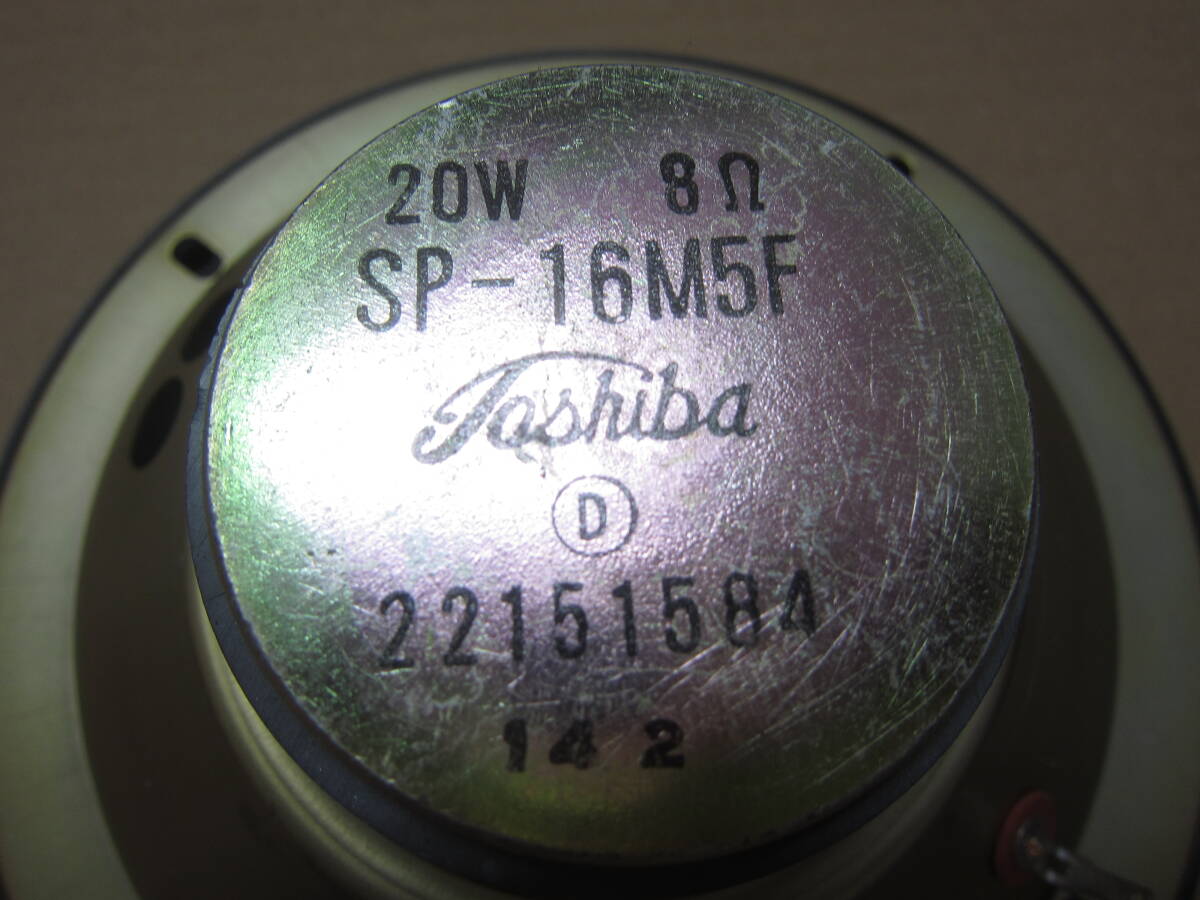 20W 8Ω
SP-16M5F
Toshiba
D
22151584
142